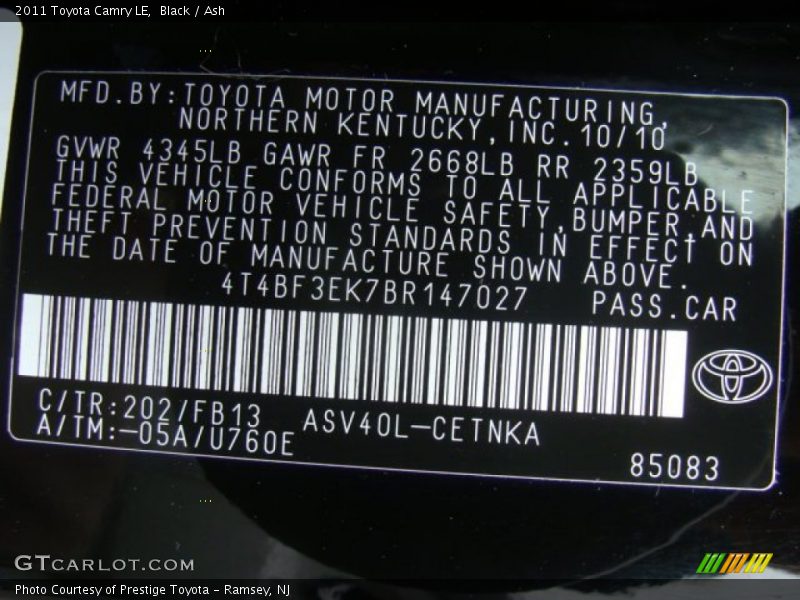 2011 Toyota Camry LE,  Black / Ash
MFD.BY:TOYOTA MOTOR MANUFACTURING,
NORTHERN KENTUCKY,INC.10/10
GVWR 4345LB GAWR FR 2668LB RR 2359LB
THIS VEHICLE CONFORMS TO ALL APPLICABLE
FEDERAL MOTOR VEHICLE SAFETY,BUMPER,AND
THEFT PREVENTION STANDARDS IN EFFECT ON
THE DATE OF MANUFACTURE SHOWN ABOVE.
4T4BF3EK7BR147027 PASS.CAR
C/TR:202/FB13 ASV40L-CETNKA
A/TM:-05A/U760E
85083
GTCARLOT.COM
Photo Courtesy of Prestige Toyota - Ramsey, NJ